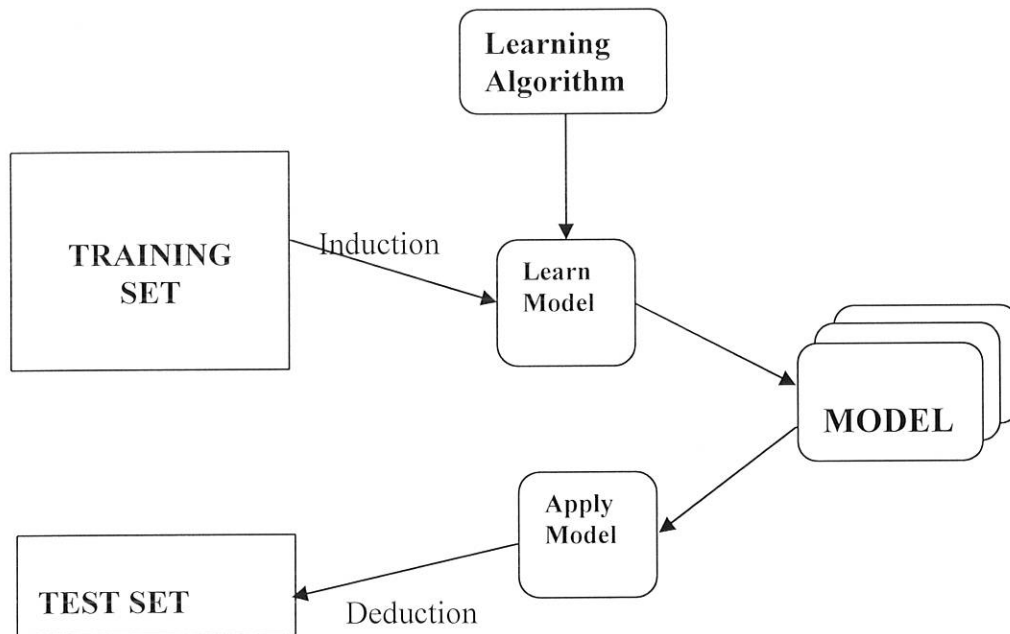 Learning
Algorithm
TRAINING
SET
Induction
Learn
Model
MODEL
Apply
Model
TEST SET
Deduction